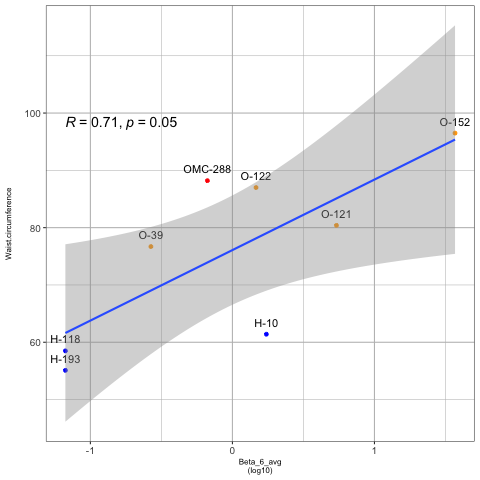 R = 0.71, p = 0.05
O-152
OMC-288
O-122
O-121
O-39
H-10
H-118
H-193
100
80
60
Waist.circumference
-1
0
1
Beta_6_avg
(log10)